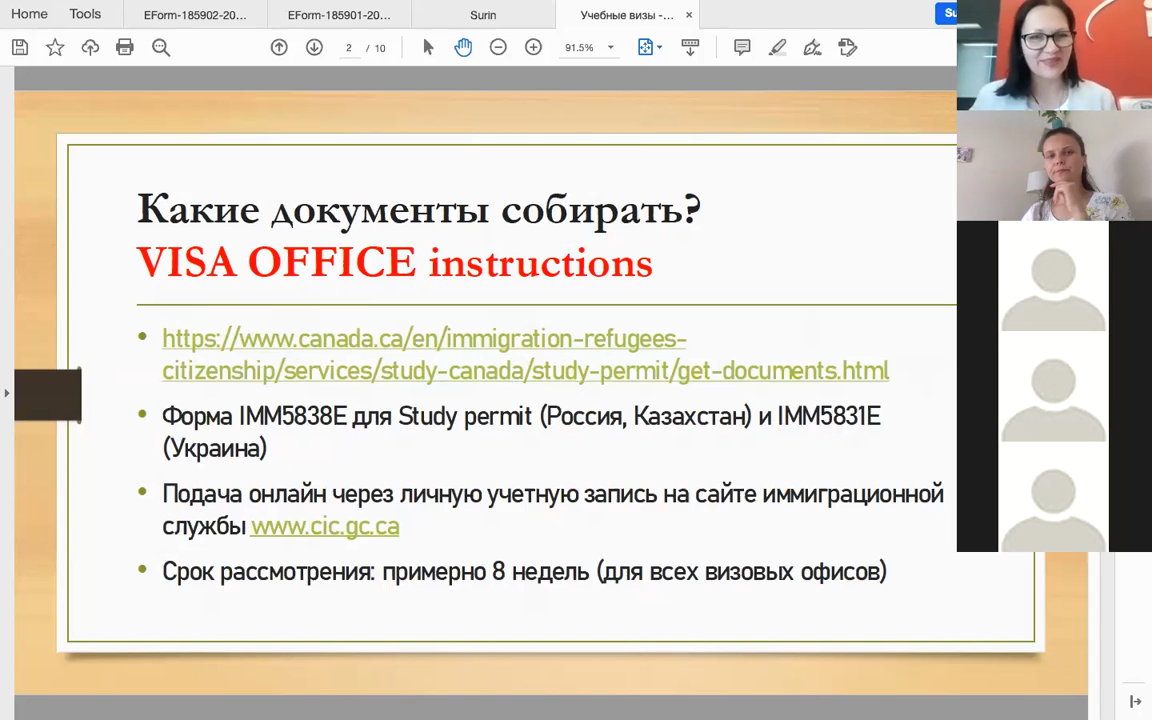 Home
Tools
EForm-185902-20...
EForm-185901-20...
Surin
Учебные визы -...
×
2 / 10
91.5%
Какие документы собирать?
VISA OFFICE instructions
https://www.canada.ca/en/immigration-refugees-
citizenship/services/study-canada/study-permit/get-documents.html
Форма IMM5838E для Study permit (Россия, Казахстан) и IMM5831E
(Украина)
Подача онлайн через личную учетную запись на сайте иммиграционной
службы www.cic.gc.ca
Срок рассмотрения: примерно 8 недель (для всех визовых офисов)